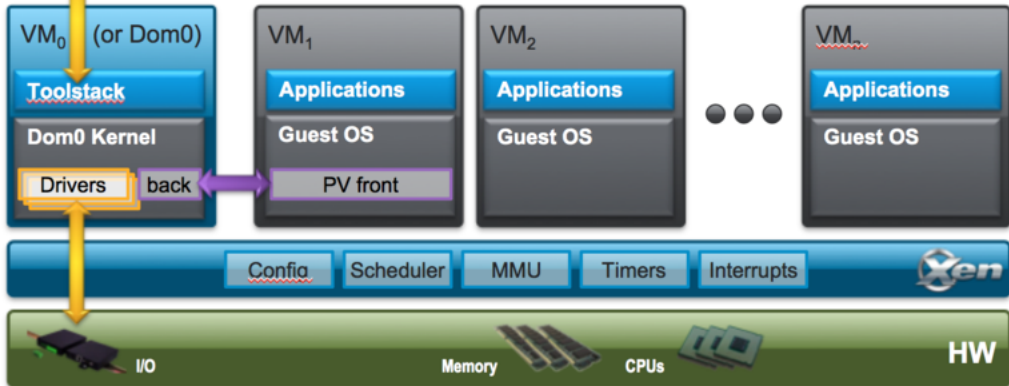 VM0 (or Dom0)
Toolstack
Dom0 Kernel
Drivers
back
VM1
Applications
Guest OS
PV front
VM2
Applications
Guest OS
VMn
Applications
Guest OS
Config
Scheduler
MMU
Timers
Interrupts
Xen
I/O
Memory
CPUs
HW